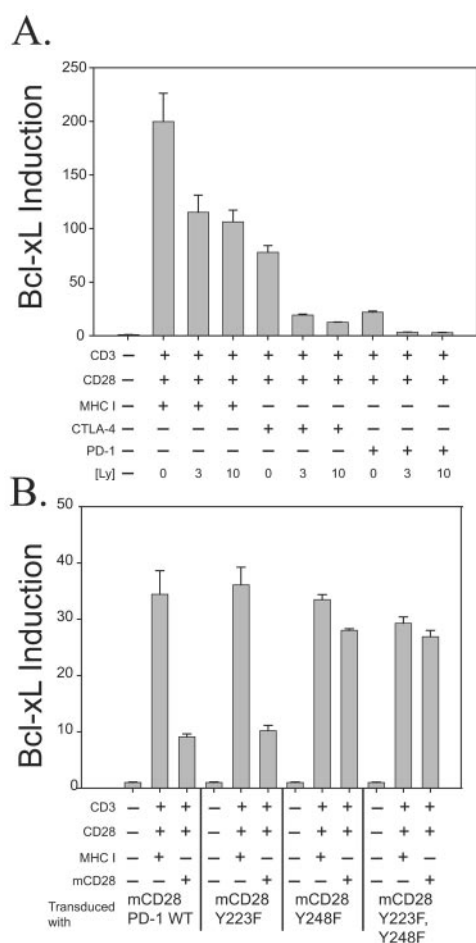 A.
Bcl-xL Induction
250
200
150
100
50
0
CD3 – + + + + + + + + +
CD28 – + + + + + + + + +
MHC I – + + + – – – – – –
CTLA-4 – – – – + + + – – –
PD-1 – – – – – – – + + +
[Ly] – 0 3 10 0 3 10 0 3 10
B.
Bcl-xL Induction
50
40
30
20
10
0
CD3 – + + – + + – + + – + +
CD28 – + + – + + – + + – + +
MHC I – + – – + – – + – – + –
mCD28 – – + – – + – – + – – +
Transduced with
mCD28 PD-1 WT
mCD28 Y223F
mCD28 Y248F
mCD28 Y223F, Y248F